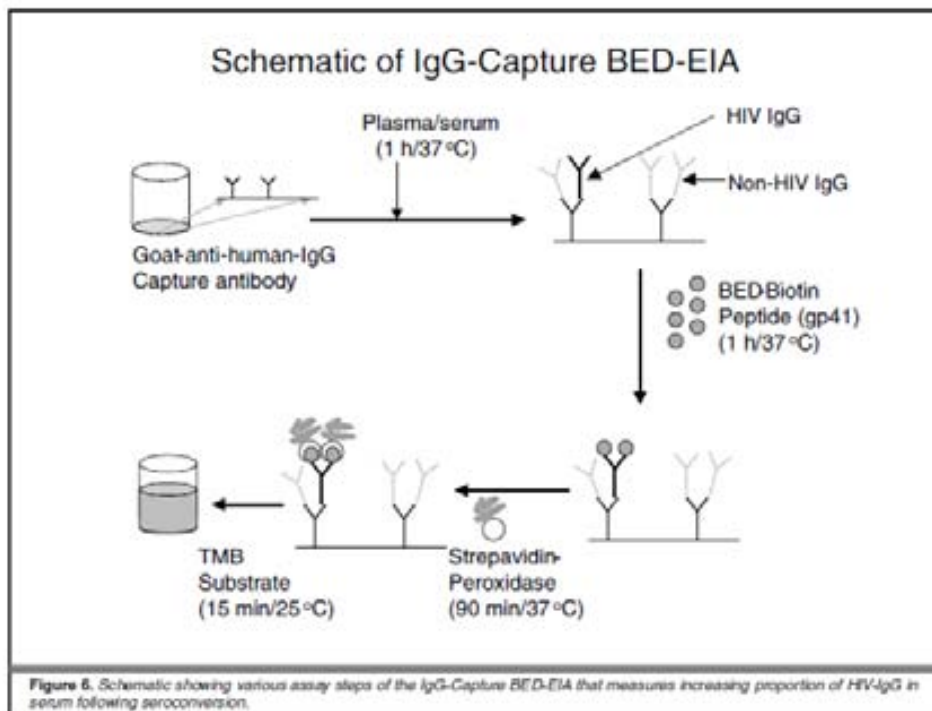 Schematic of IgG-Capture BED-EIA
Plasma/serum
(1 h/37 °C)
HIV IgG
Non-HIV IgG
Goat-anti-human-IgG
Capture antibody
BED-Biotin
Peptide (gp41)
(1 h/37 °C)
TMB
Substrate
(15 min/25 °C)
Strepavidin-
Peroxidase
(90 min/37 °C)
Figure 6. Schematic showing various assay steps of the IgG-Capture BED-EIA that measures increasing proportion of HIV-IgG in
serum following seroconversion.